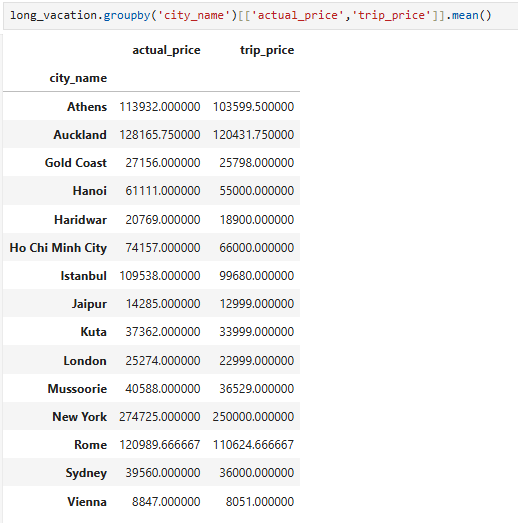 long_vacation.groupby('city_name')[['actual_price','trip_price']].mean()
actual_price trip_price
city_name
Athens 113932.000000 103599.500000
Auckland 128165.750000 120431.750000
Gold Coast 27156.000000 25798.000000
Hanoi 61111.000000 55000.000000
Haridwar 20769.000000 18900.000000
Ho Chi Minh City 74157.000000 66000.000000
Istanbul 109538.000000 99680.000000
Jaipur 14285.000000 12999.000000
Kuta 37362.000000 33999.000000
London 25274.000000 22999.000000
Mussoorie 40588.000000 36529.000000
New York 274725.000000 250000.000000
Rome 120989.666667 110624.666667
Sydney 39560.000000 36000.000000
Vienna 8847.000000 8051.000000